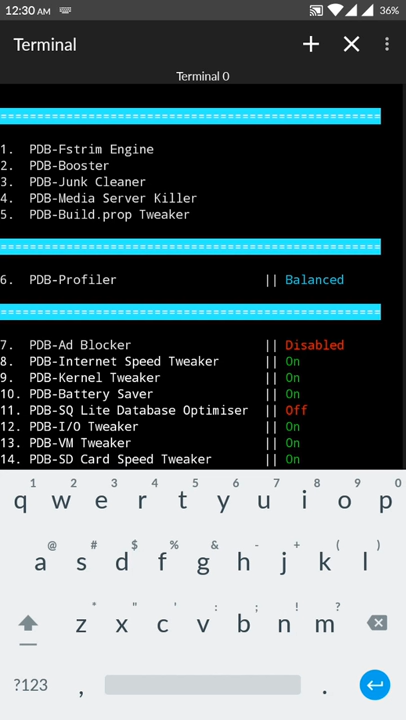 12:30 AM 36%
Terminal
Terminal 0
================================================
1. PDB-Fstrim Engine
2. PDB-Booster
3. PDB-Junk Cleaner
4. PDB-Media Server Killer
5. PDB-Build.prop Tweaker
================================================
6. PDB-Profiler || Balanced
================================================
7. PDB-Ad Blocker || Disabled
8. PDB-Internet Speed Tweaker || On
9. PDB-Kernel Tweaker || On
10. PDB-Battery Saver || On
11. PDB-SQ Lite Database Optimiser || Off
12. PDB-I/O Tweaker || On
13. PDB-VM Tweaker || On
14. PDB-SD Card Speed Tweaker || On
1 2 3 4 5 6 7 8 9 0
q w e r t y u i o p
@ # $ % & - + ( )
a s d f g h j k l
* " ' : ; ! ?
z x c v b n m
?123 , .